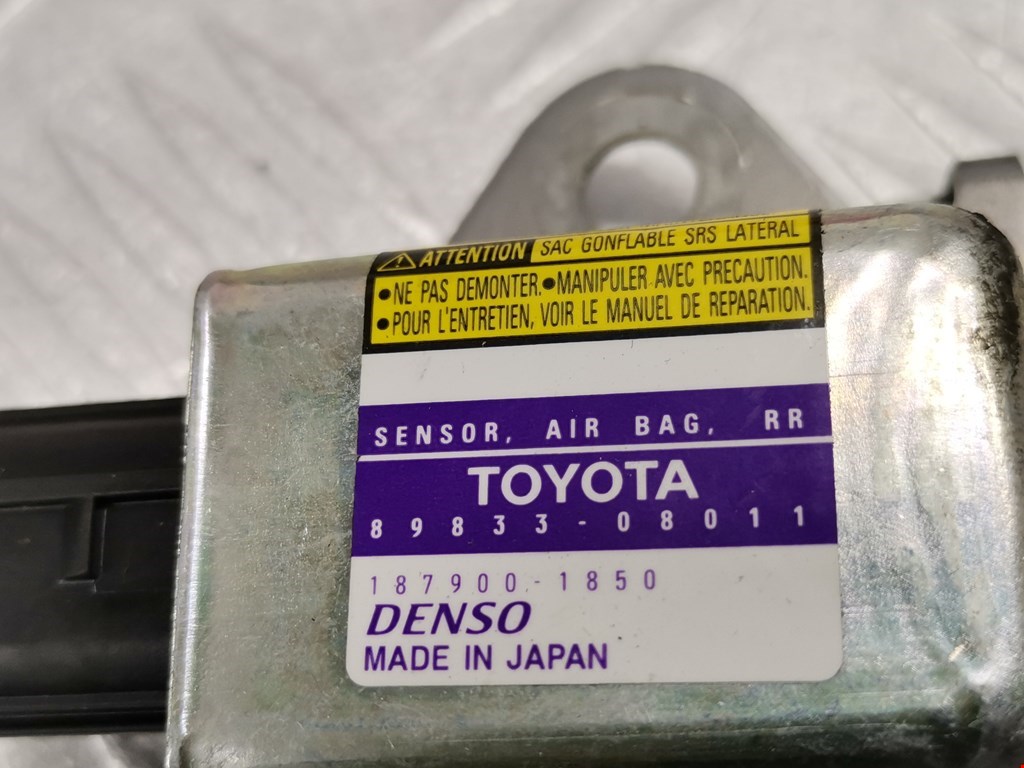 ATTENTION SAC GONFLABLE SRS LATERAL
•NE PAS DEMONTER.•MANIPULER AVEC PRECAUTION.
•POUR L'ENTRETIEN, VOIR LE MANUEL DE REPARATION.
SENSOR, AIR BAG, RR
TOYOTA
89833-08011
187900-1850
DENSO
MADE IN JAPAN